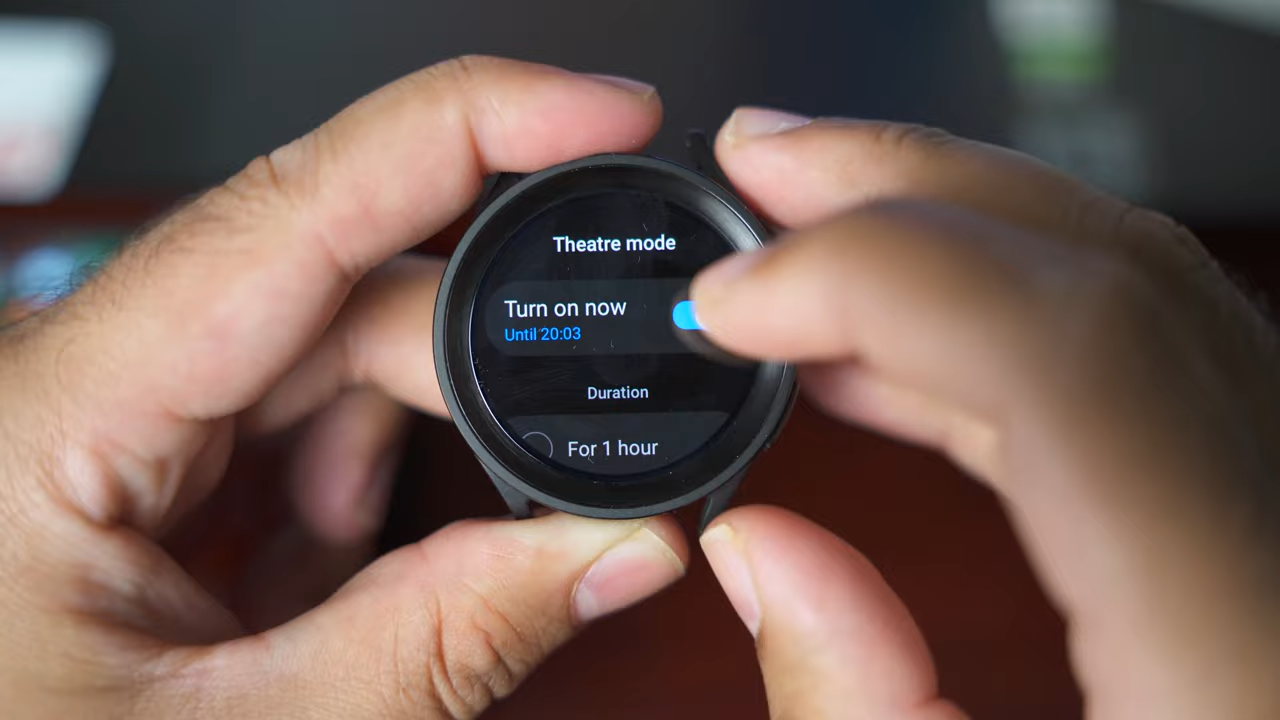 Theatre mode
Turn on now
Until 20:03
Duration
For 1 hour